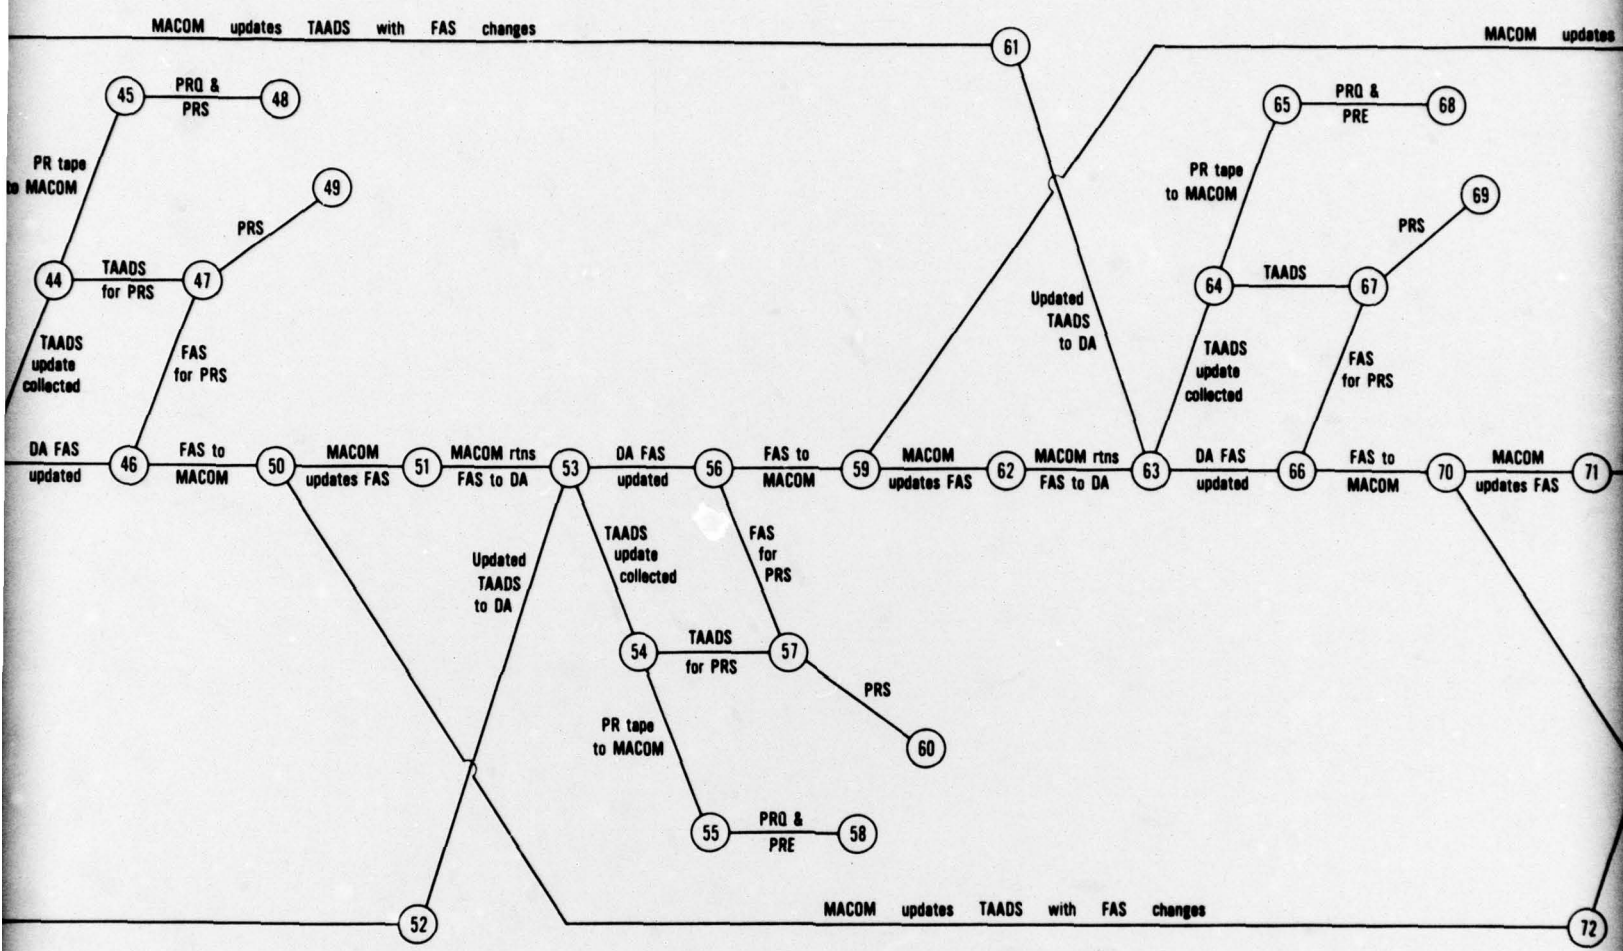 MACOM updates TAADS with FAS changes
61
MACOM updates
45
PRQ &
PRS
48
65
PRQ &
PRE
68
PR tape
to MACOM
49
PR tape
to MACOM
69
PRS
PRS
44
TAADS
for PRS
47
64
TAADS
67
Updated
TAADS
to DA
TAADS
update
collected
FAS
for PRS
TAADS
update
collected
FAS
for PRS
DA FAS
updated
46
FAS to
MACOM
50
MACOM
updates FAS
51
MACOM rtns
FAS to DA
53
DA FAS
updated
56
FAS to
MACOM
59
MACOM
updates FAS
62
MACOM rtns
FAS to DA
63
DA FAS
updated
66
FAS to
MACOM
70
MACOM
updates FAS
71
Updated
TAADS
to DA
TAADS
update
collected
FAS
for
PRS
54
TAADS
for PRS
57
PRS
PR tape
to MACOM
60
55
PRQ &
PRE
58
52
MACOM updates TAADS with FAS changes
72